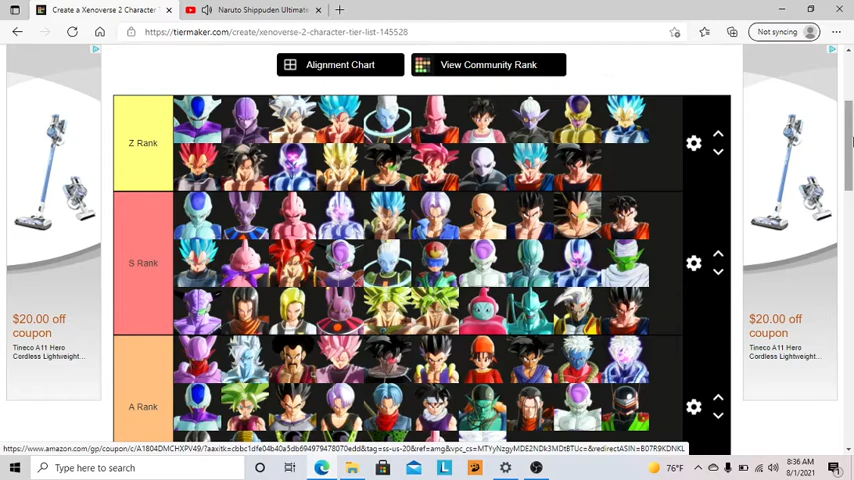 Create a Xenoverse 2 Character T
Naruto Shippuden Ultimate
https://tiermaker.com/create/xenoverse-2-character-tier-list-145528
Not syncing
Alignment Chart
View Community Rank
Z Rank
S Rank
A Rank
$20.00 off
coupon
Tineco A11 Hero
Cordless Lightweight...
$20.00 off
coupon
Tineco A11 Hero
Cordless Lightweight...
Type here to search
76°F
8:36 AM
8/1/2021